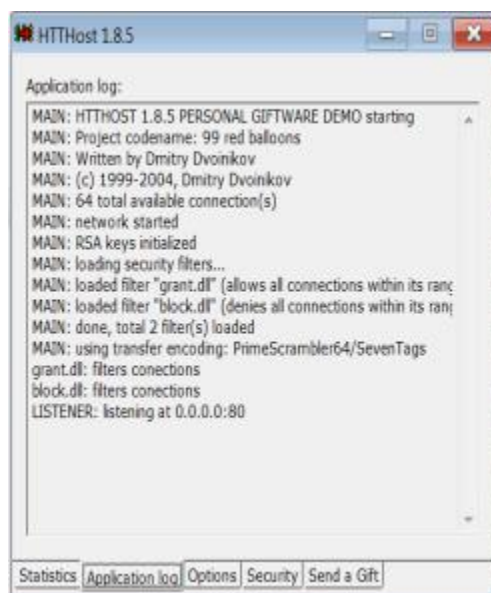 HTTHost 1.8.5
Application log:
MAIN: HTTHOST 1.8.5 PERSONAL GIFTWARE DEMO starting
MAIN: Project codename: 99 red balloons
MAIN: Written by Dmitry Dvoinikov
MAIN: (c) 1999-2004, Dmitry Dvoinikov
MAIN: 64 total available connection(s)
MAIN: network started
MAIN: RSA keys initialized
MAIN: loading security filters...
MAIN: loaded filter "grant.dll" (allows all connections within its rang
MAIN: loaded filter "block.dll" (denies all connections within its rang
MAIN: done, total 2 filter(s) loaded
MAIN: using transfer encoding: PrimeScrambler64/SevenTags
grant.dll: filters conections
block.dll: filters conections
LISTENER: listening at 0.0.0.0:80
Statistics Application log Options Security Send a Gift